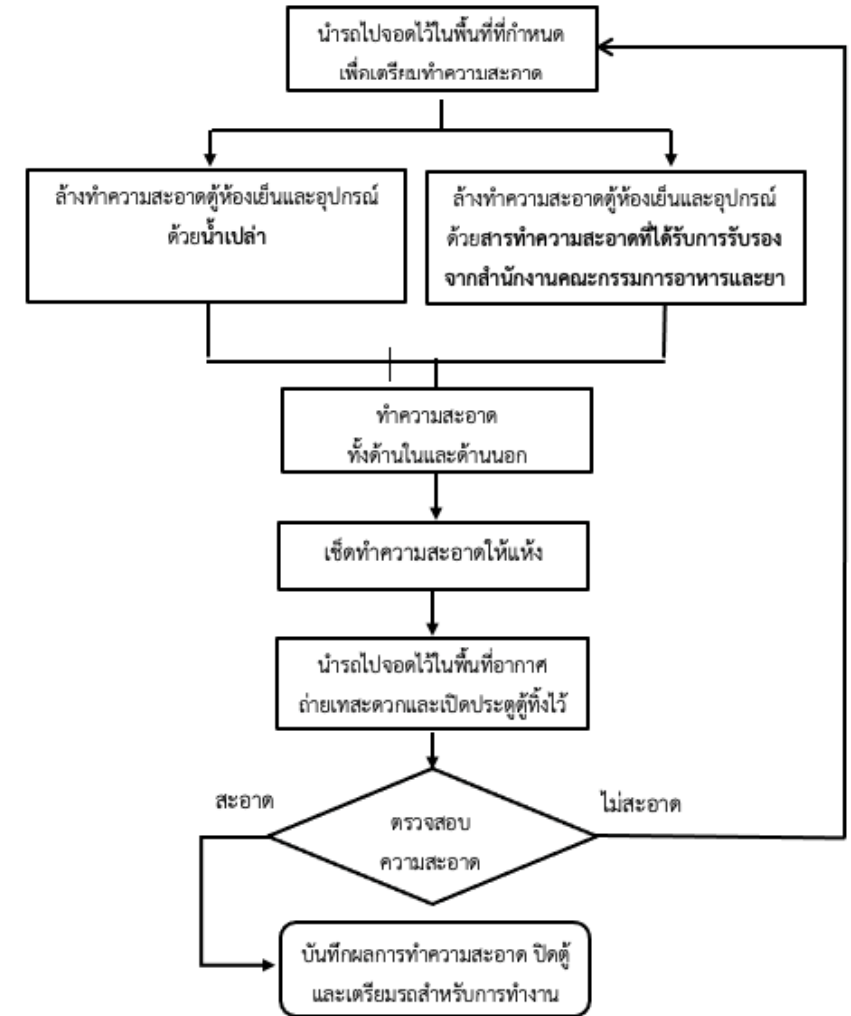 นำรถไปจอดไว้ในพื้นที่ที่กำหนด
เพื่อเตรียมทำความสะอาด
ล้างทำความสะอาดตู้ห้องเย็นและอุปกรณ์
ด้วยน้ำเปล่า
ล้างทำความสะอาดตู้ห้องเย็นและอุปกรณ์
ด้วยสารทำความสะอาดที่ได้รับการรับรอง
จากสำนักงานคณะกรรมการอาหารและยา
ทำความสะอาด
ทั้งด้านในและด้านนอก
เช็ดทำความสะอาดให้แห้ง
นำรถไปจอดไว้ในพื้นที่อากาศ
ถ่ายเทสะดวกและเปิดประตูตู้ทิ้งไว้
สะอาด
ไม่สะอาด
ตรวจสอบ
ความสะอาด
บันทึกผลการทำความสะอาด ปิดตู้
และเตรียมรถสำหรับการทำงาน